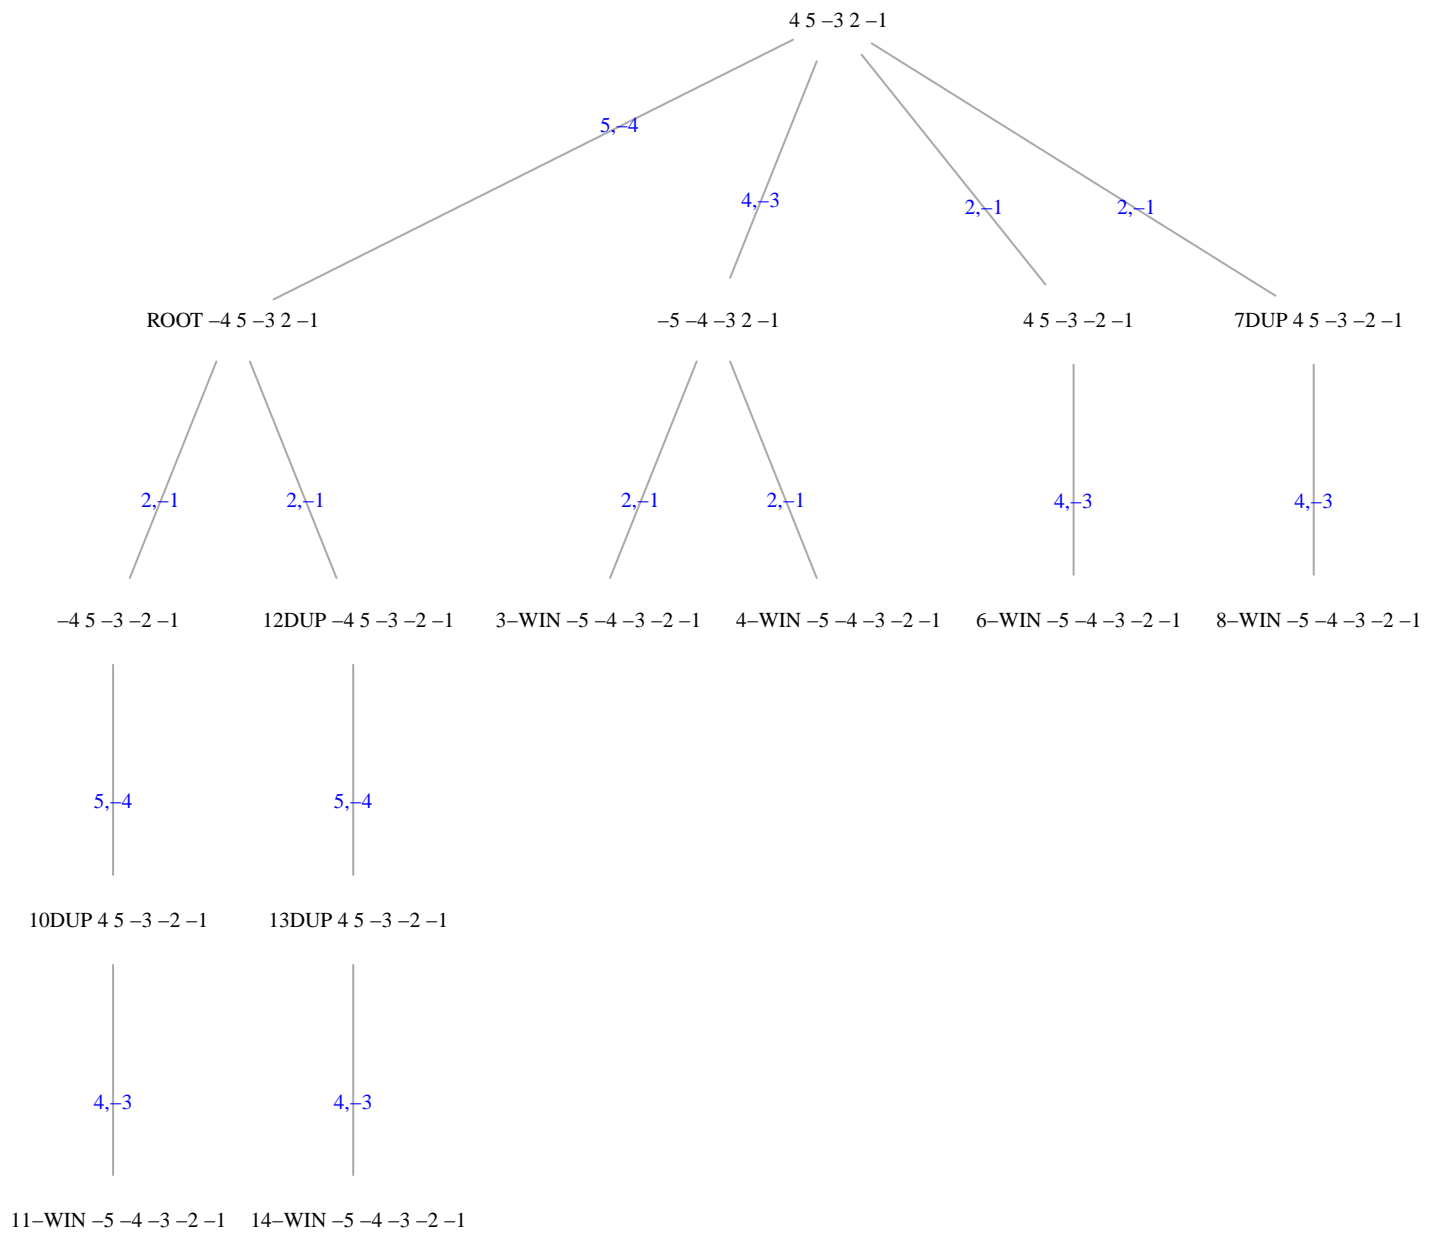 4 5 −3 2 −1
5,−4
4,−3
2,−1
2,−1
ROOT −4 5 −3 2 −1
−5 −4 −3 2 −1
4 5 −3 −2 −1
7DUP 4 5 −3 −2 −1
2,−1
2,−1
2,−1
2,−1
4,−3
4,−3
−4 5 −3 −2 −1
12DUP −4 5 −3 −2 −1
3−WIN −5 −4 −3 −2 −1
4−WIN −5 −4 −3 −2 −1
6−WIN −5 −4 −3 −2 −1
8−WIN −5 −4 −3 −2 −1
5,−4
5,−4
10DUP 4 5 −3 −2 −1
13DUP 4 5 −3 −2 −1
4,−3
4,−3
11−WIN −5 −4 −3 −2 −1
14−WIN −5 −4 −3 −2 −1